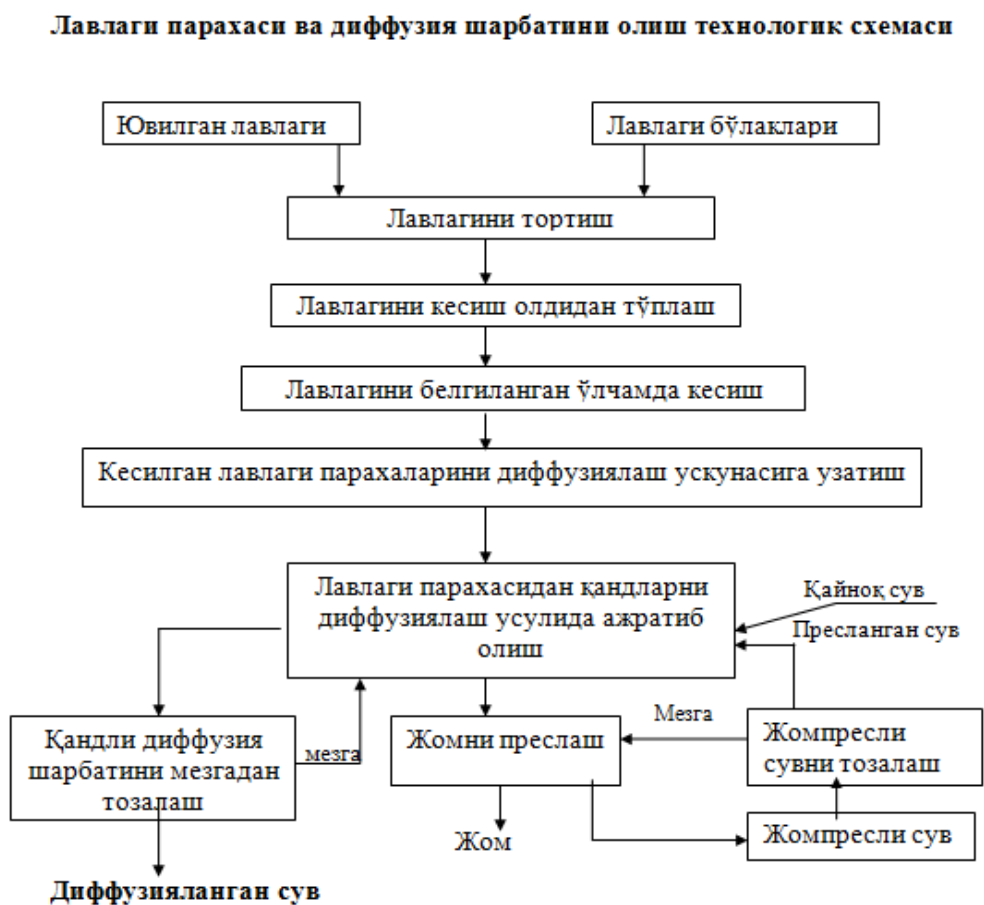 Лавлаги парахаси ва диффузия шарбатини олиш технологик схемаси
Ювилган лавлаги
Лавлаги бўлаклари
Лавлагини тортиш
Лавлагини кесиш олдидан тўплаш
Лавлагини белгиланган ўлчамда кесиш
Кесилган лавлаги парахаларини диффузиялаш ускунасига узатиш
Лавлаги парахасидан қандларни
диффузиялаш усулида ажратиб
олиш
Қайноқ сув
Пресланган сув
Қандли диффузия
шарбатини мезгадан
тозалаш
мезга
Жомни преслаш
Мезга
Жомпресли
сувни тозалаш
Жом
Жомпресли сув
Диффузияланган сув